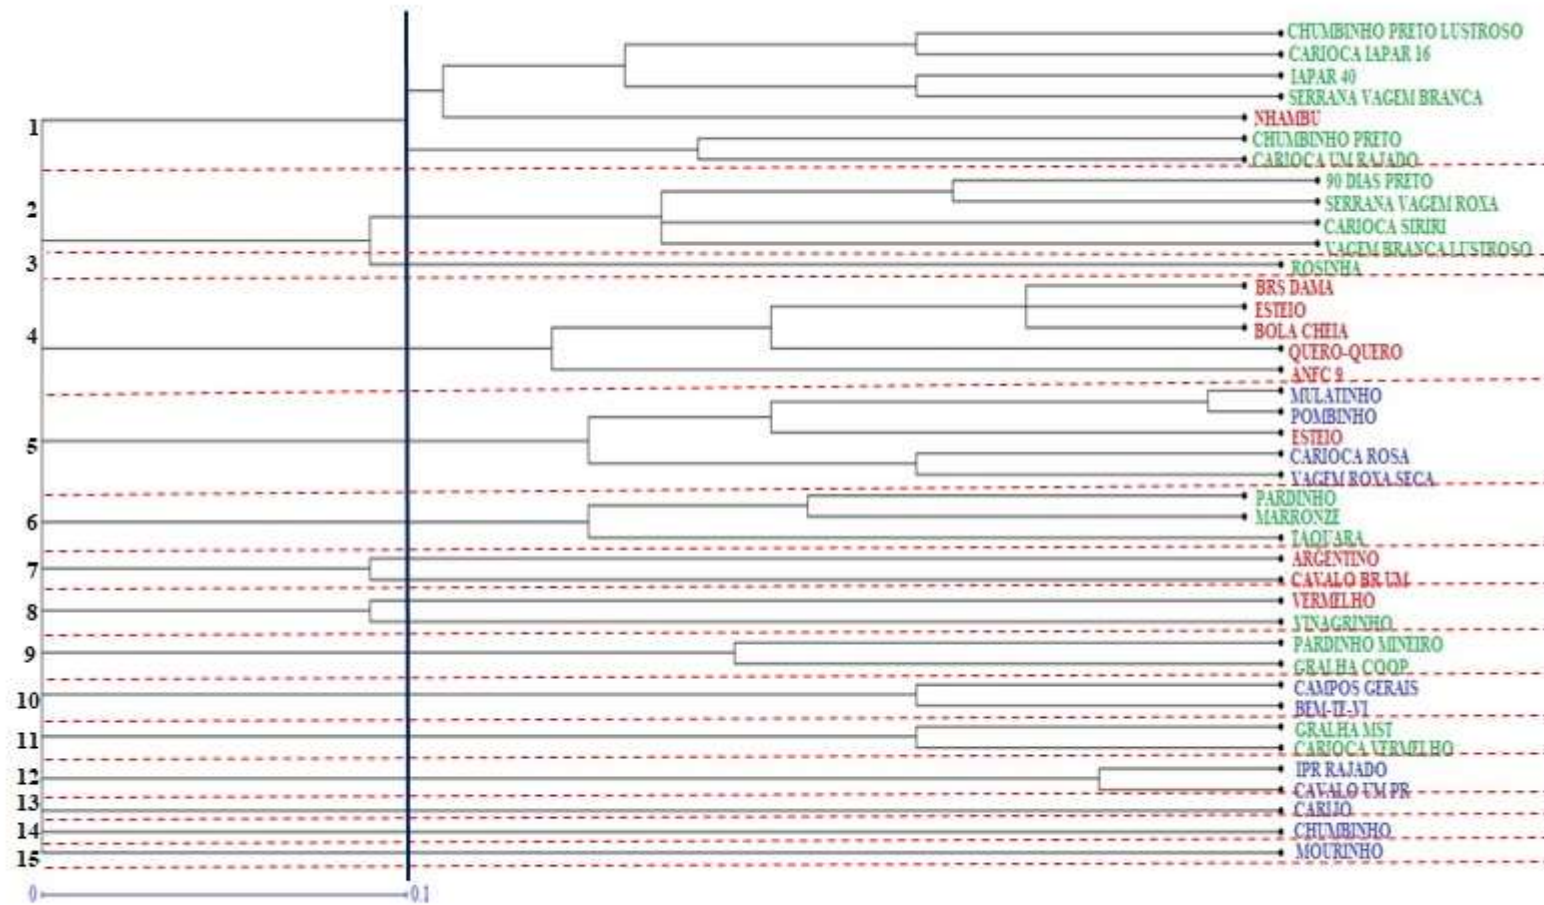 CHUMBINHO PRETO LUSTROSO
CARIOCA IAPAR 16
IAPAR 40
SERRANA VAGEM BRANCA
1
NHAMBU
CHUMBINHO PRETO
CARIOCA UM RAJADO
90 DIAS PRETO
2
SERRANA VAGEM ROXA
CARIOCA SIRIRI
VAGEM BRANCA LUSTROSO
3
ROSINHA
BRS DAMA
ESTEIO
4
BOLA CHEIA
QUERO-QUERO
ANFC 9
MULATINHO
POMBINHO
5
ESTEIO
CARIOCA ROSA
VAGEM ROXA SECA
PARDINHO
6
MARRONZE
TAQUARA
7
ARGENTINO
CAVALO BR UM
8
VERMELHO
VINAGRINHO
9
PARDINHO MINEIRO
GRALHA COOP
10
CAMPOS GERAIS
BEM-TE-VI
11
GRALHA MST
CARIOCA VERMELHO
12
IPR RAJADO
CAVALO UM PR
13
CARIJÓ
14
CHUMBINHO
15
MOURINHO
0
0.1